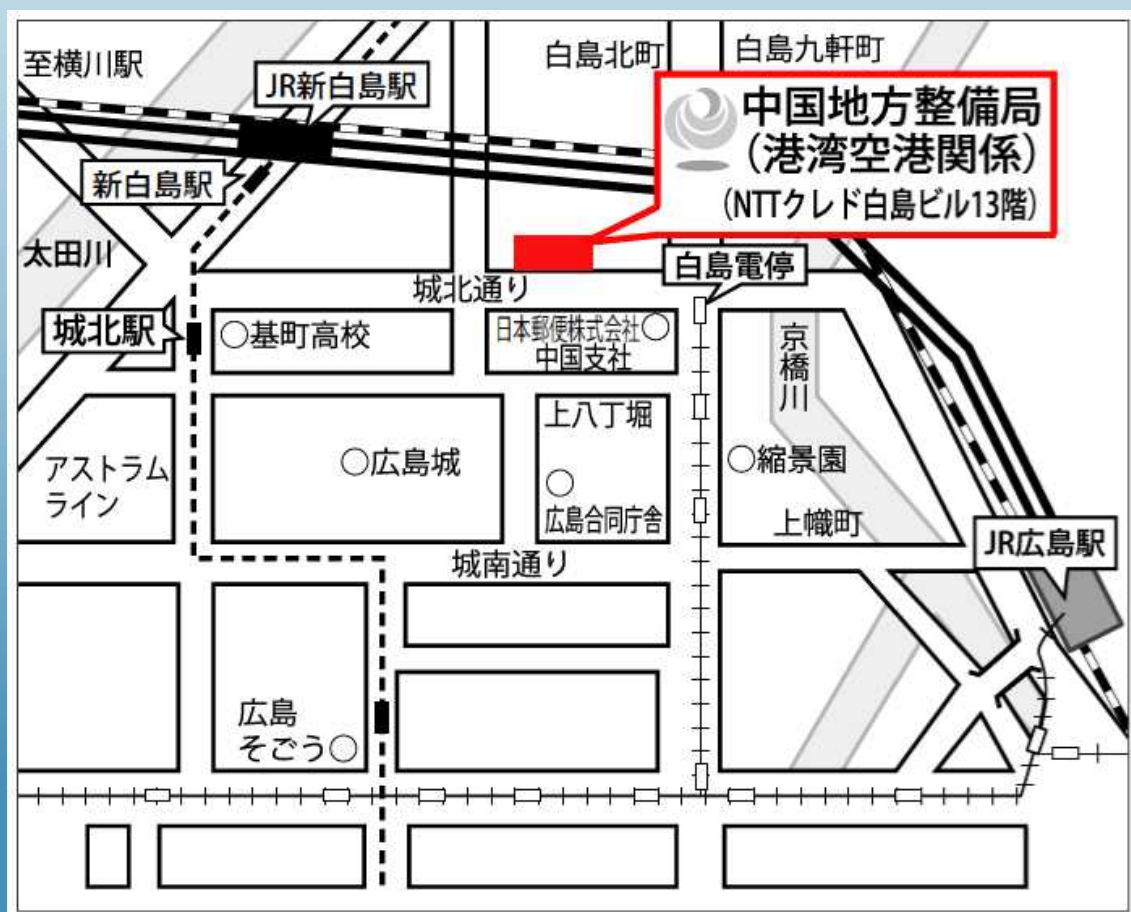 至横川駅
JR新白島駅
白島北町
白島九軒町
中国地方整備局
（港湾空港関係）
（NTTクレド白島ビル13階）
新白島駅
太田川
白島電停
城北通り
城北駅
基町高校
日本郵便株式会社
中国支社
京橋川
上八丁堀
アストラム
ライン
広島城
縮景園
広島合同庁舎
上幟町
JR広島駅
城南通り
広島
そごう